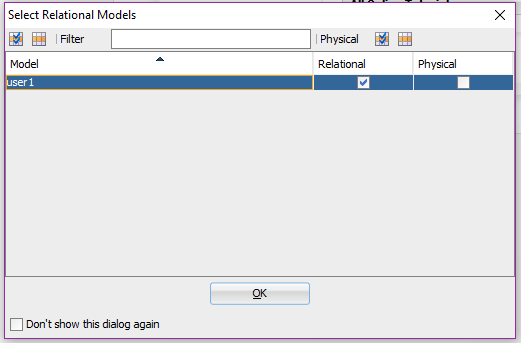 Select Relational Models
Filter Physical
Model Relational Physical
user1
OK
Don't show this dialog again